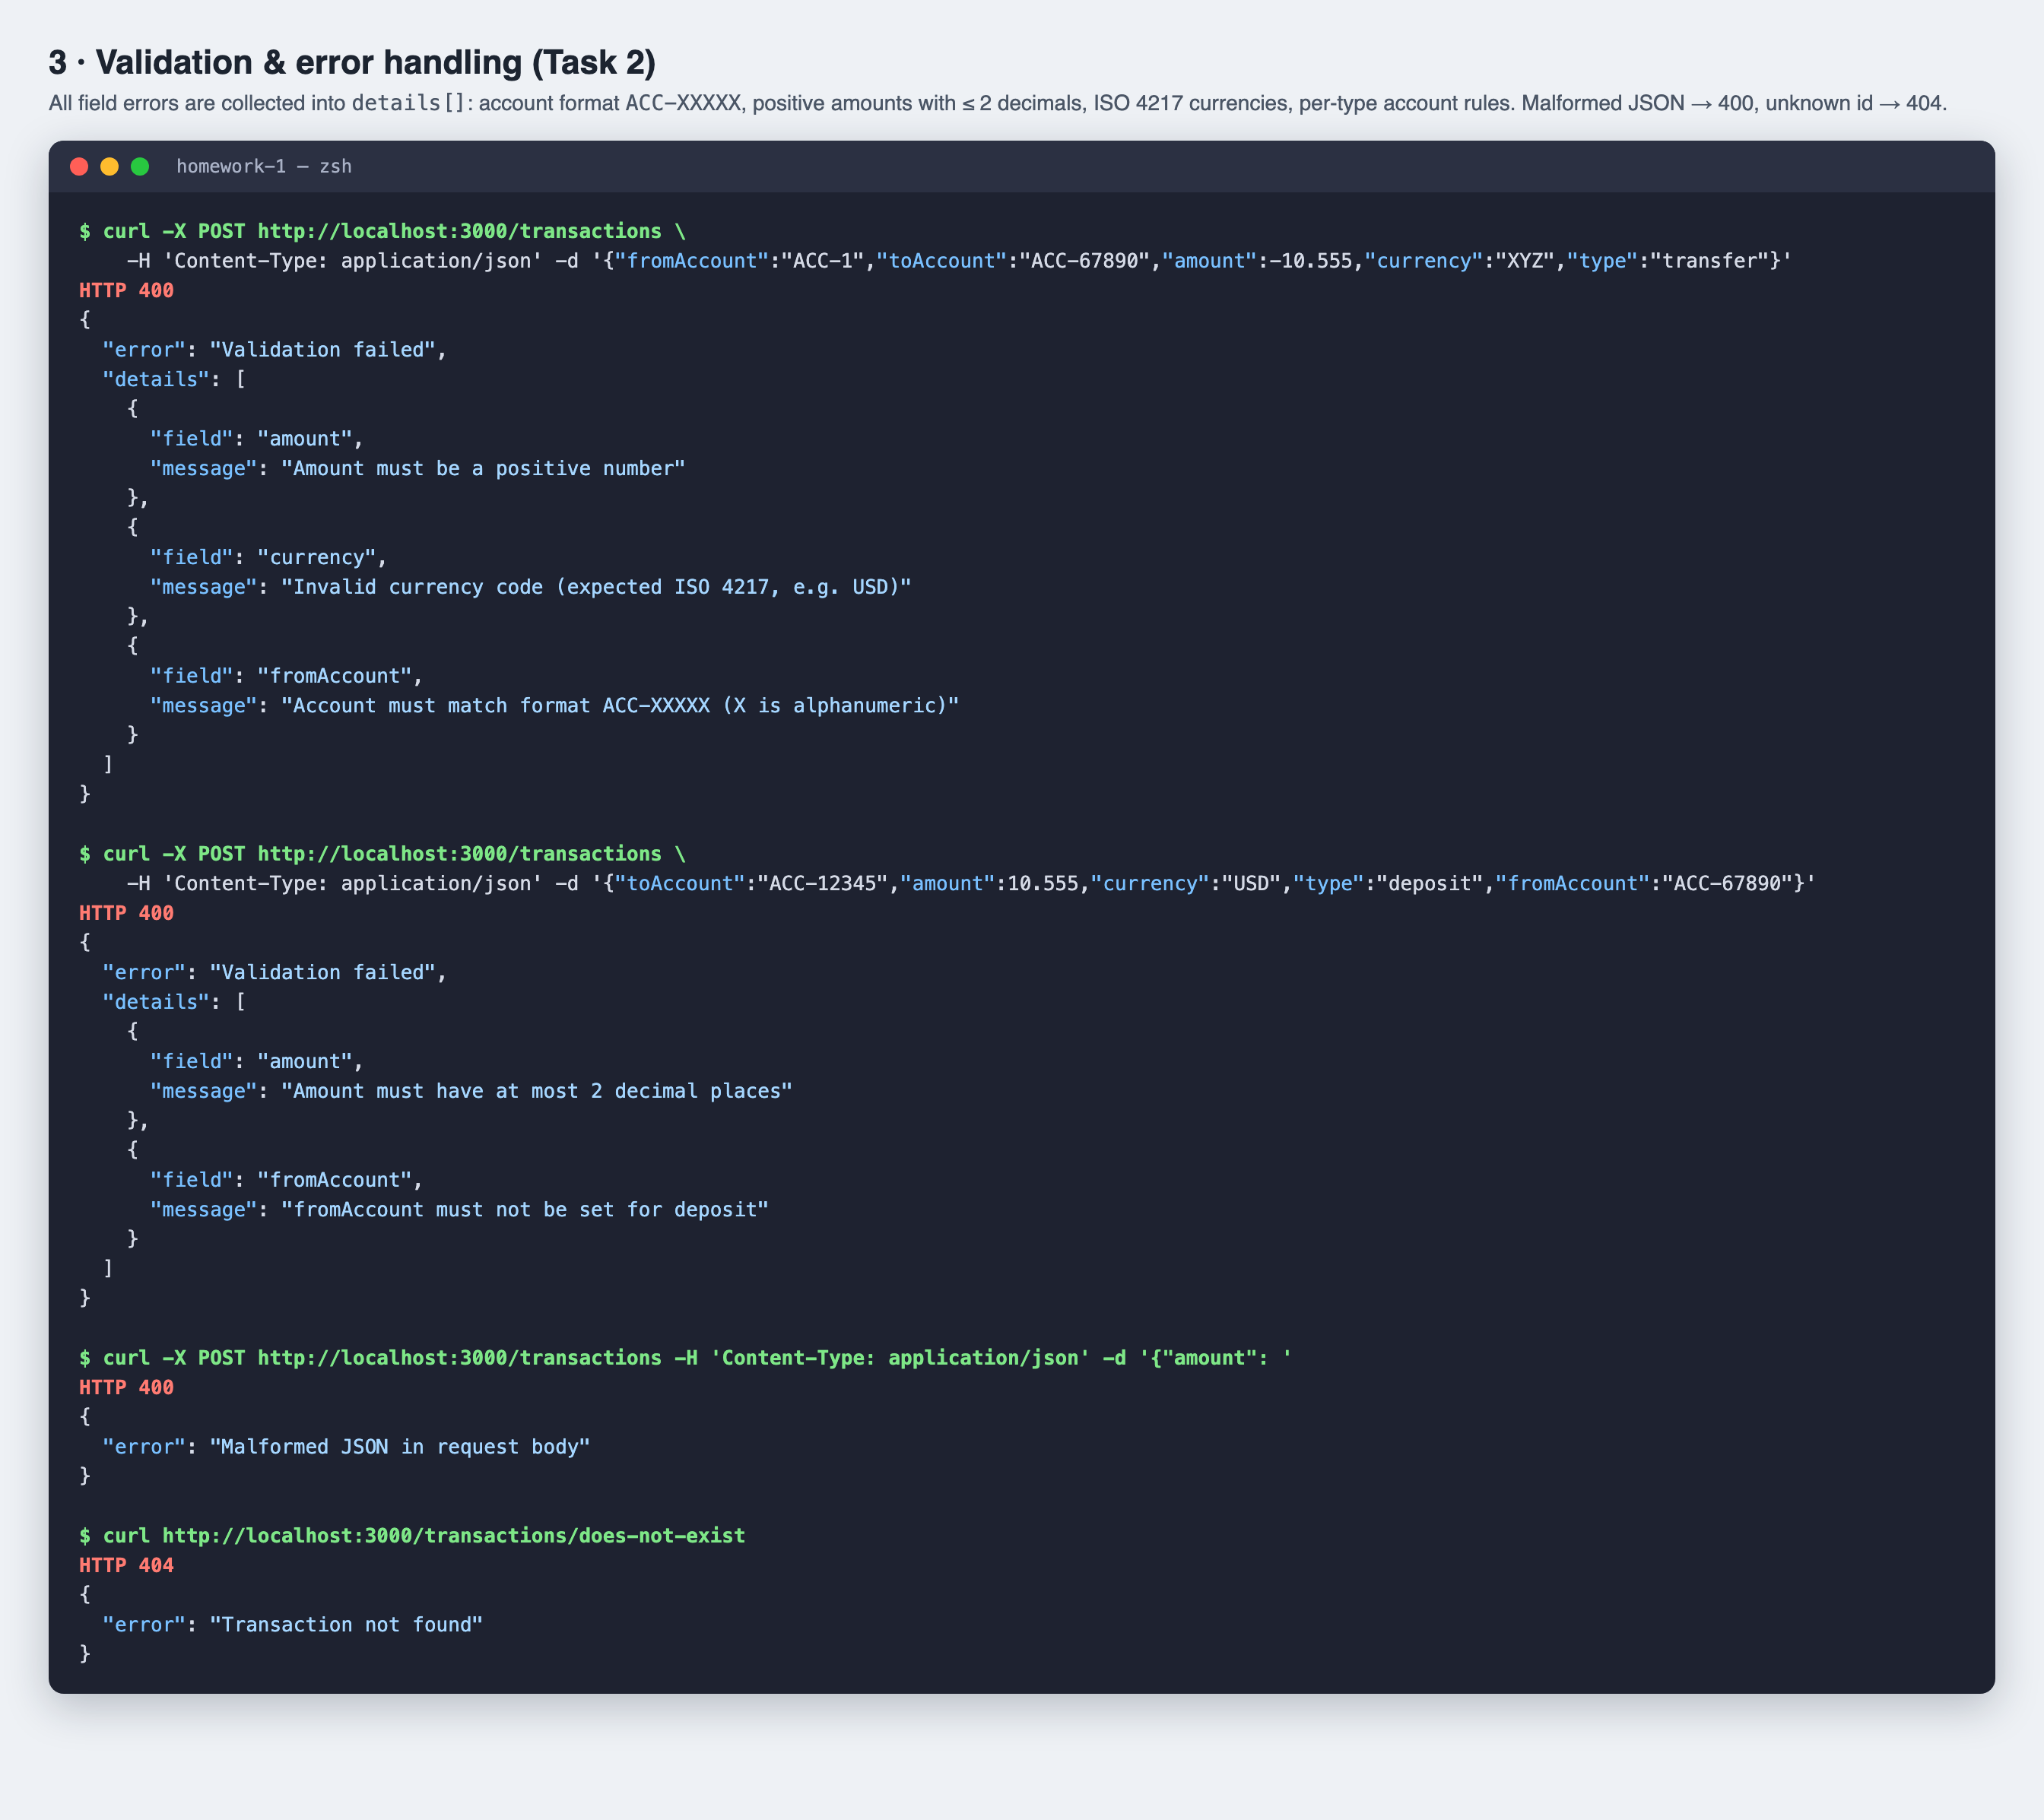 3 · Validation & error handling (Task 2)
All field errors are collected into details[]: account format ACC-XXXXX, positive amounts with ≤ 2 decimals, ISO 4217 currencies, per-type account rules. Malformed JSON → 400, unknown id → 404.
homework-1 — zsh
$ curl -X POST http://localhost:3000/transactions \
    -H 'Content-Type: application/json' -d '{"fromAccount":"ACC-1","toAccount":"ACC-67890","amount":-10.555,"currency":"XYZ","type":"transfer"}'
HTTP 400
{
  "error": "Validation failed",
  "details": [
    {
      "field": "amount",
      "message": "Amount must be a positive number"
    },
    {
      "field": "currency",
      "message": "Invalid currency code (expected ISO 4217, e.g. USD)"
    },
    {
      "field": "fromAccount",
      "message": "Account must match format ACC-XXXXX (X is alphanumeric)"
    }
  ]
}
$ curl -X POST http://localhost:3000/transactions \
    -H 'Content-Type: application/json' -d '{"toAccount":"ACC-12345","amount":10.555,"currency":"USD","type":"deposit","fromAccount":"ACC-67890"}'
HTTP 400
{
  "error": "Validation failed",
  "details": [
    {
      "field": "amount",
      "message": "Amount must have at most 2 decimal places"
    },
    {
      "field": "fromAccount",
      "message": "fromAccount must not be set for deposit"
    }
  ]
}
$ curl -X POST http://localhost:3000/transactions -H 'Content-Type: application/json' -d '{"amount": '
HTTP 400
{
  "error": "Malformed JSON in request body"
}
$ curl http://localhost:3000/transactions/does-not-exist
HTTP 404
{
  "error": "Transaction not found"
}